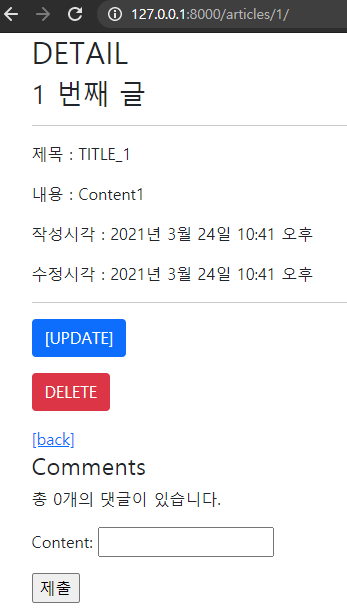 127.0.0.1:8000/articles/1/
DETAIL
1 번째 글
제목 : TITLE_1
내용 : Content1
작성시각 : 2021년 3월 24일 10:41 오후
수정시각 : 2021년 3월 24일 10:41 오후
[UPDATE]
DELETE
[back]
Comments
총 0개의 댓글이 있습니다.
Content:
제출